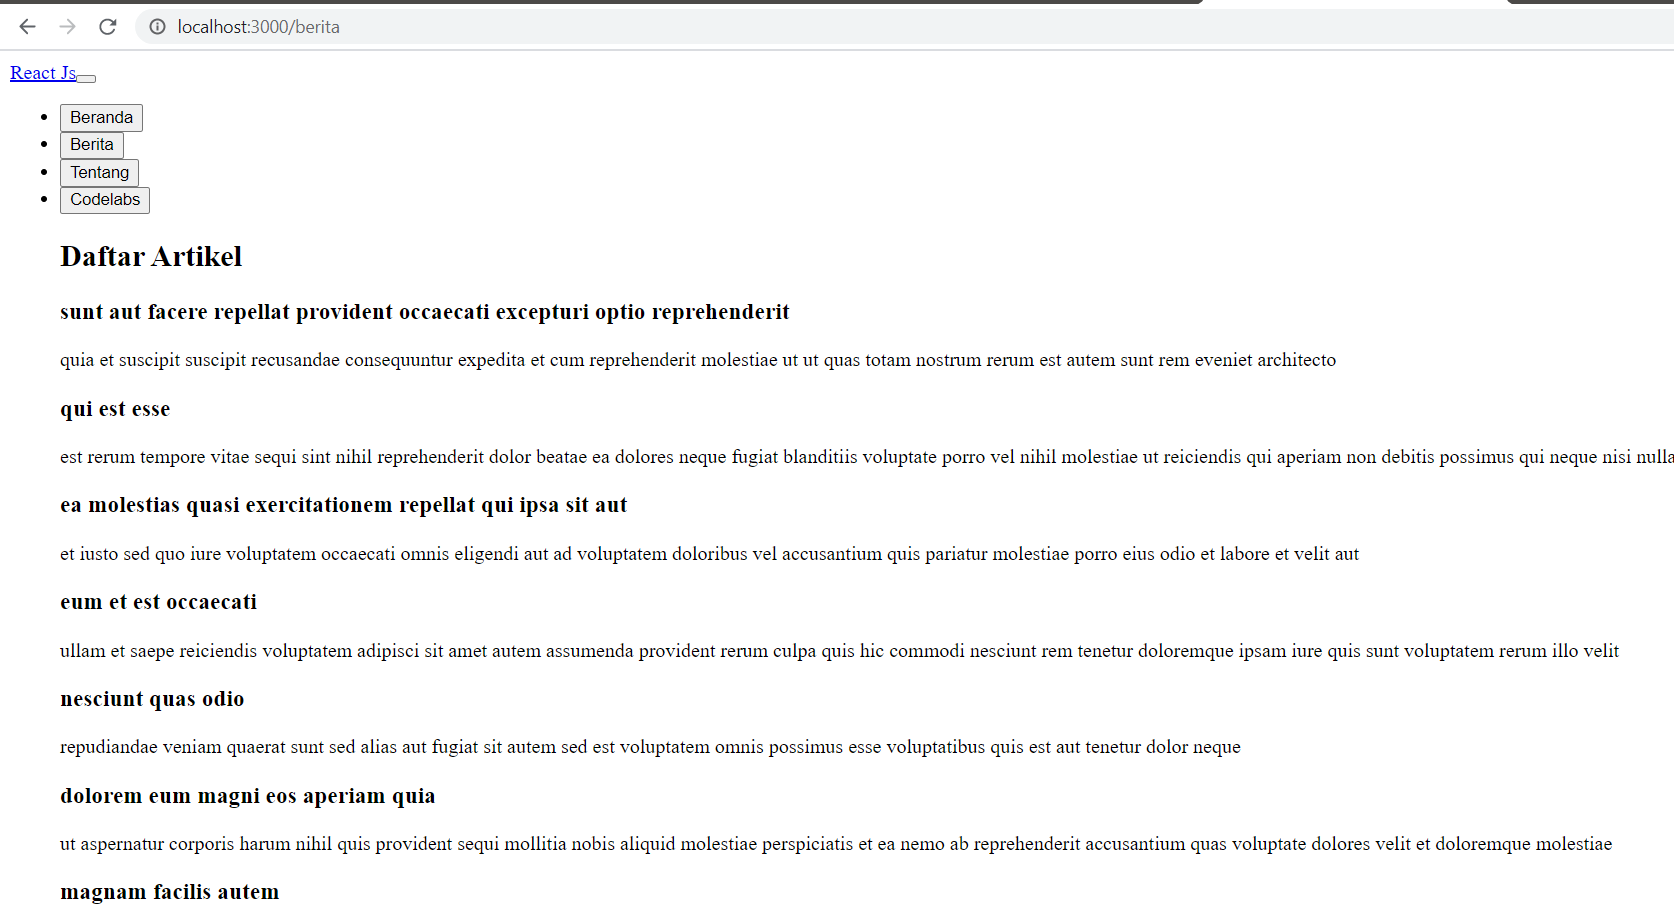 localhost:3000/berita
React Js
Beranda
Berita
Tentang
Codelabs
Daftar Artikel
sunt aut facere repellat provident occaecati excepturi optio reprehenderit
quia et suscipit suscipit recusandae consequuntur expedita et cum reprehenderit molestiae ut ut quas totam nostrum rerum est autem sunt rem eveniet architecto
qui est esse
est rerum tempore vitae sequi sint nihil reprehenderit dolor beatae ea dolores neque fugiat blanditiis voluptate porro vel nihil molestiae ut reiciendis qui aperiam non debitis possimus qui neque nisi nulla
ea molestias quasi exercitationem repellat qui ipsa sit aut
et iusto sed quo iure voluptatem occaecati omnis eligendi aut ad voluptatem doloribus vel accusantium quis pariatur molestiae porro eius odio et labore et velit aut
eum et est occaecati
ullam et saepe reiciendis voluptatem adipisci sit amet autem assumenda provident rerum culpa quis hic commodi nesciunt rem tenetur doloremque ipsam iure quis sunt voluptatem rerum illo velit
nesciunt quas odio
repudiandae veniam quaerat sunt sed alias aut fugiat sit autem sed est voluptatem omnis possimus esse voluptatibus quis est aut tenetur dolor neque
dolorem eum magni eos aperiam quia
ut aspernatur corporis harum nihil quis provident sequi mollitia nobis aliquid molestiae perspiciatis et ea nemo ab reprehenderit accusantium quas voluptate dolores velit et doloremque molestiae
magnam facilis autem